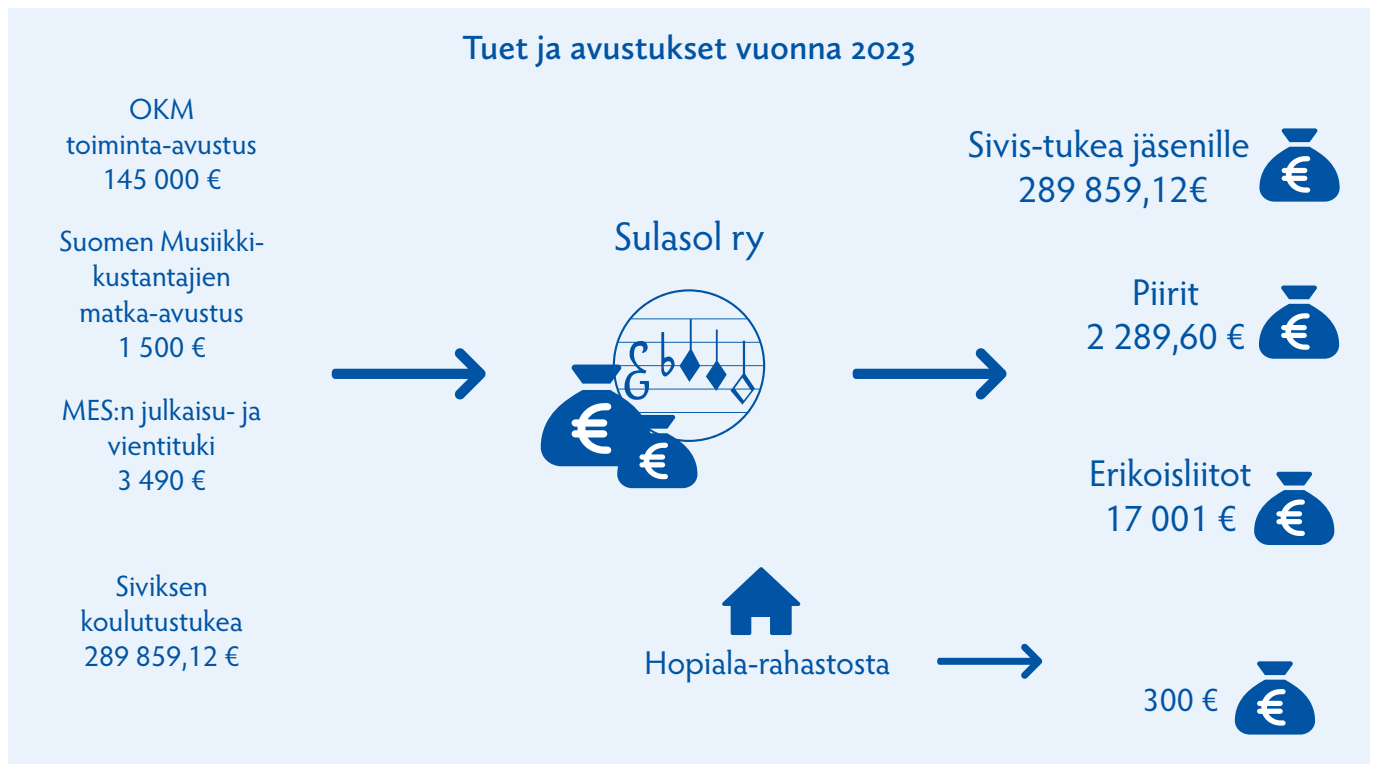 Tuet ja avustukset vuonna 2023
OKM
toiminta-avustus
145 000 €
Suomen Musiikki-
kustantajien
matka-avustus
1 500 €
MES:n julkaisu- ja
vientituki
3 490 €
Siviksen
koulutustukea
289 859,12 €
Sulasol ry
€
€
Hopiala-rahastosta
Sivis-tukea jäsenille
289 859,12€
€
Piirit
2 289,60 €
€
Erikoisliitot
17 001 €
€
300 €
€